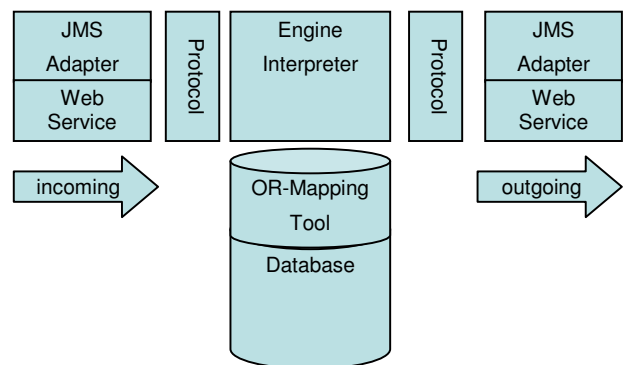 JMS
Adapter
Web
Service
Protocol
Engine
Interpreter
Protocol
JMS
Adapter
Web
Service
incoming
OR-Mapping
Tool
Database
outgoing